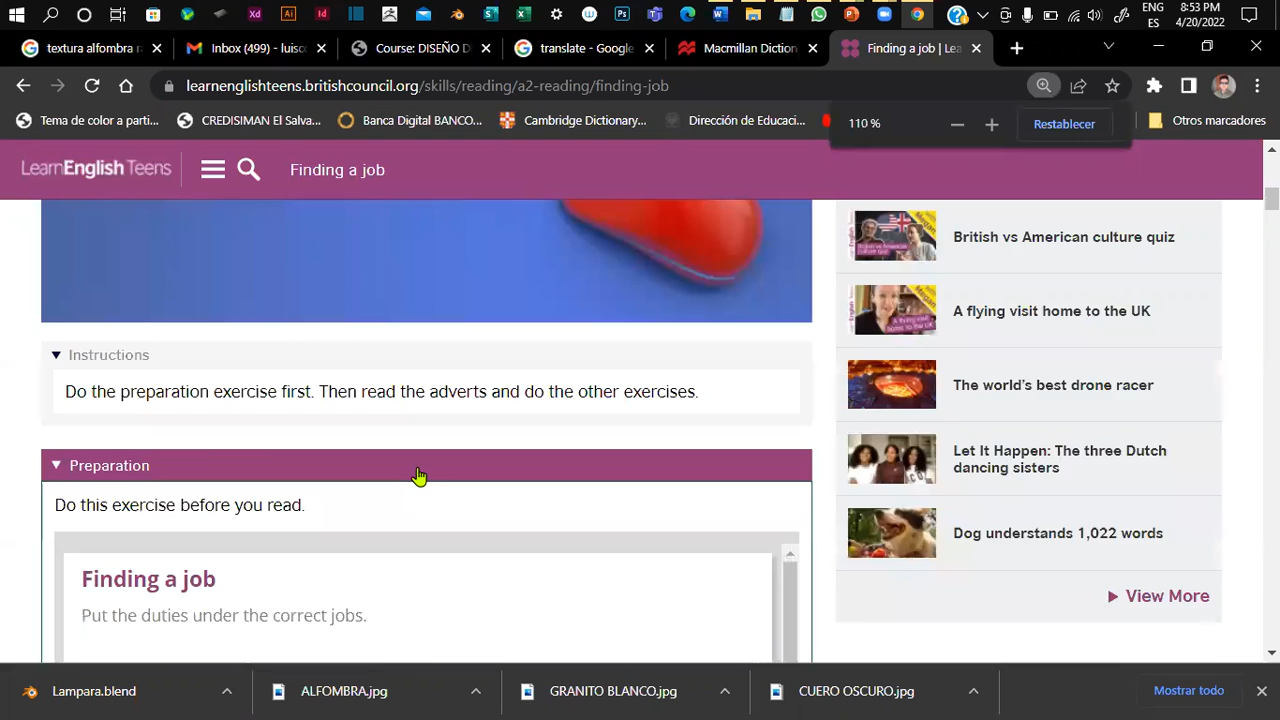 ENG
8:53 PM
ES
4/20/2022
textura alfombra r
Inbox (499) - luisc
Course: DISEÑO D
translate - Google
Macmillan Diction
Finding a job | Lea
learnenglishteens.britishcouncil.org/skills/reading/a2-reading/finding-job
Tema de color a parti...
CREDISIMAN El Salva...
Banca Digital BANCO...
Cambridge Dictionary...
Dirección de Educaci...
110 %
Restablecer
Otros marcadores
LearnEnglish Teens
Finding a job
British vs American culture quiz
A flying visit home to the UK
The world's best drone racer
Let It Happen: The three Dutch
dancing sisters
Dog understands 1,022 words
View More
Instructions
Do the preparation exercise first. Then read the adverts and do the other exercises.
Preparation
Do this exercise before you read.
Finding a job
Put the duties under the correct jobs.
Lampara.blend
ALFOMBRA.jpg
GRANITO BLANCO.jpg
CUERO OSCURO.jpg
Mostrar todo